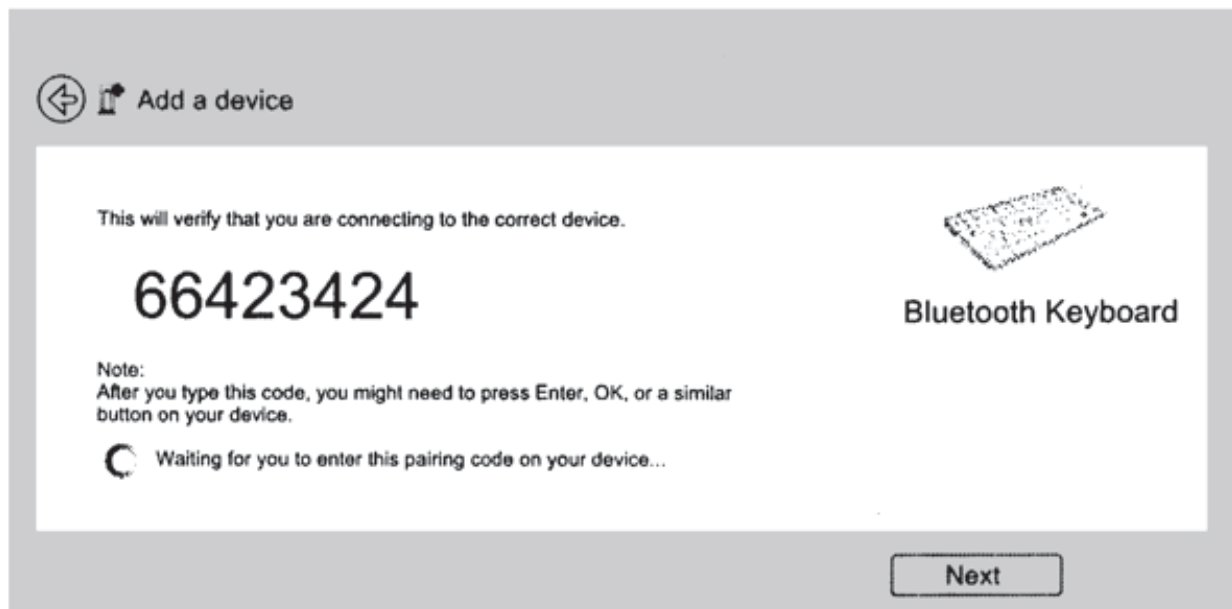 Add a device
This will verify that you are connecting to the correct device.
66423424
Bluetooth Keyboard
Note:
After you type this code, you might need to press Enter, OK, or a similar
button on your device.
Waiting for you to enter this pairing code on your device...
Next